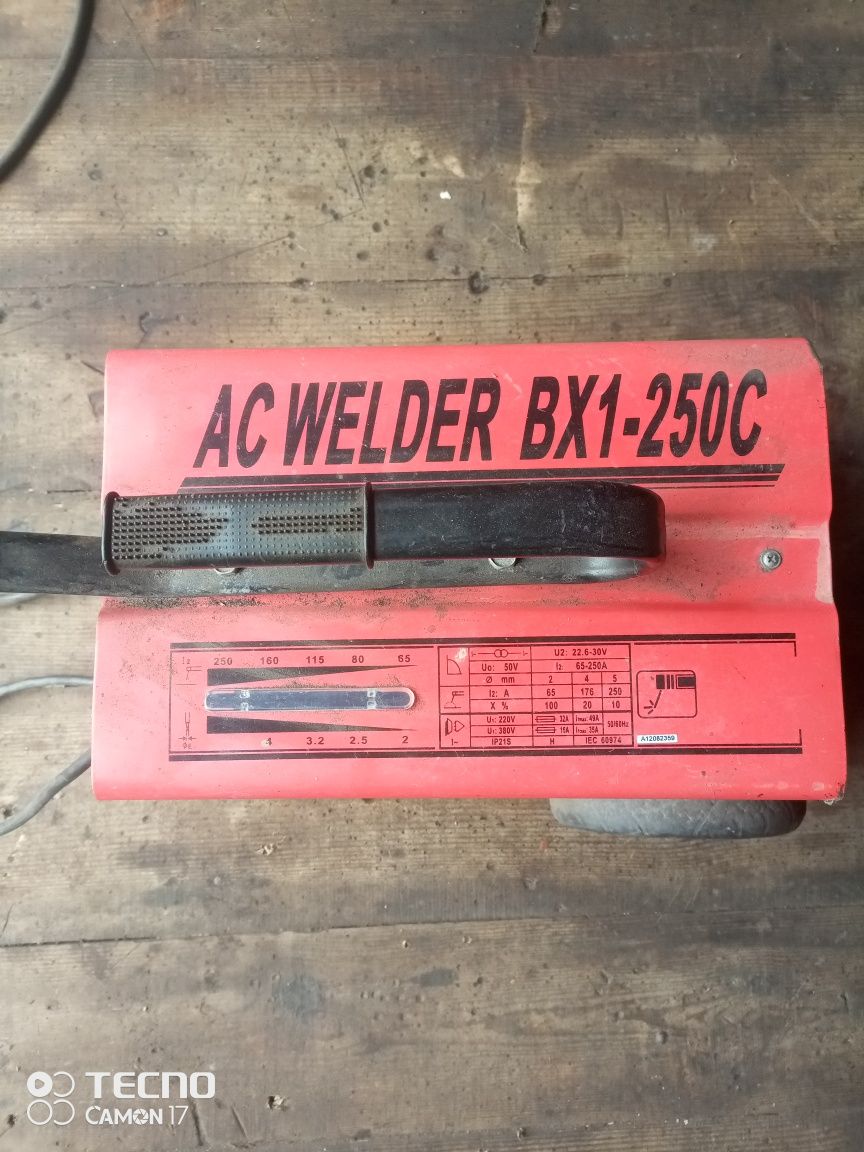 AC WELDER BX1-250C
I2 250 160 115 80 65
4 3.2 2.5 2
U2: 22.6-30V
Uo: 50V I2: 65-250A
Ø mm 2 4 5
I2: A 65 176 250
X % 100 20 10
U1: 220V 32A I1max: 49A 50/60Hz
U1: 380V I1max: 35A
1~ IP21S H IEC 60974
A12082359
TECNO
CAMON 17